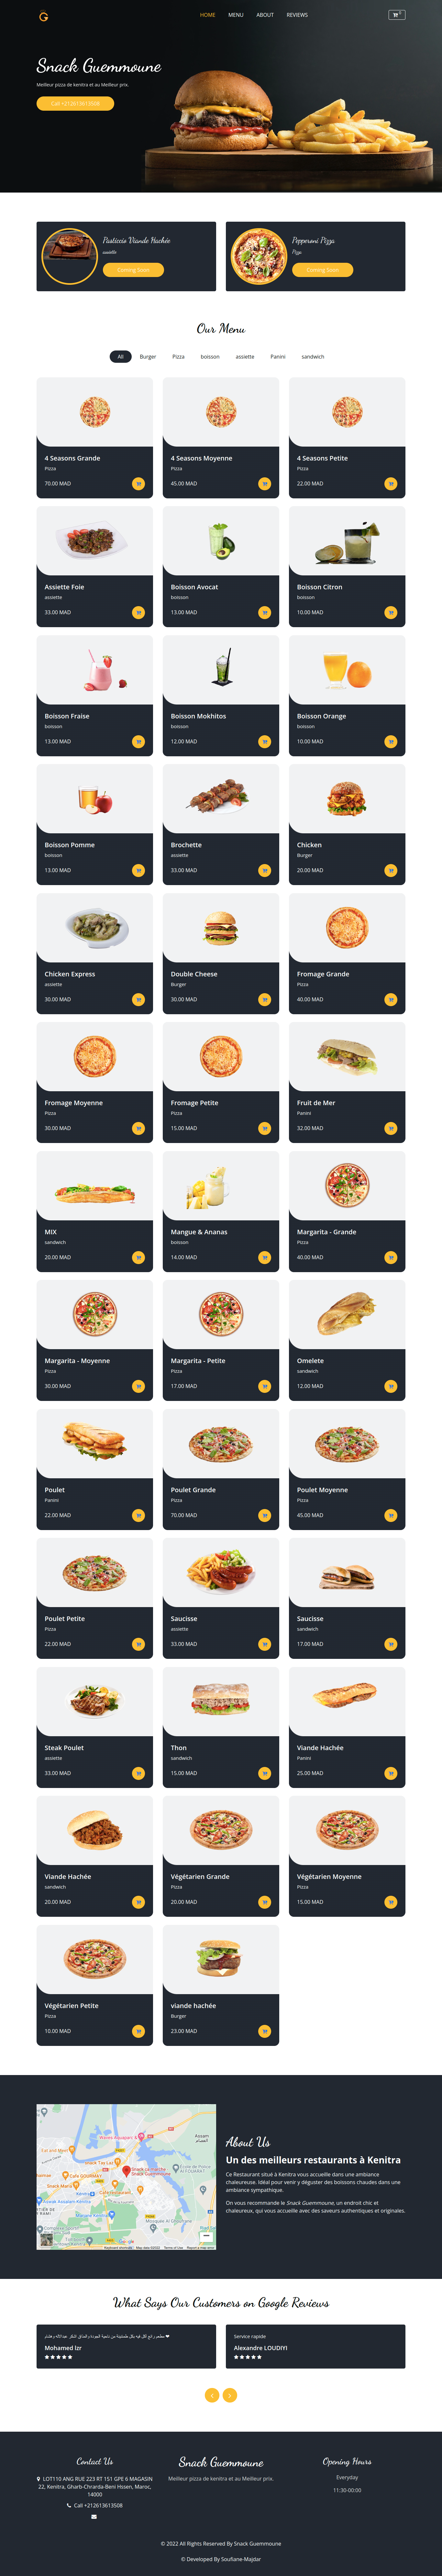 HOME MENU ABOUT REVIEWS
0
Snack Guemmoune
Meilleur pizza de kenitra et au Meilleur prix.
Call +212613613508
Pasticcio Viande Hachée
assiette
Coming Soon
Pepperoni Pizza
Pizza
Coming Soon
Our Menu
All Burger Pizza boisson assiette Panini sandwich
4 Seasons Grande
Pizza
70.00 MAD
4 Seasons Moyenne
Pizza
45.00 MAD
4 Seasons Petite
Pizza
22.00 MAD
Assiette Foie
assiette
33.00 MAD
Boisson Avocat
boisson
13.00 MAD
Boisson Citron
boisson
10.00 MAD
Boisson Fraise
boisson
13.00 MAD
Boisson Mokhitos
boisson
12.00 MAD
Boisson Orange
boisson
10.00 MAD
Boisson Pomme
boisson
13.00 MAD
Brochette
assiette
33.00 MAD
Chicken
Burger
20.00 MAD
Chicken Express
assiette
30.00 MAD
Double Cheese
Burger
30.00 MAD
Fromage Grande
Pizza
40.00 MAD
Fromage Moyenne
Pizza
30.00 MAD
Fromage Petite
Pizza
15.00 MAD
Fruit de Mer
Panini
32.00 MAD
MIX
sandwich
20.00 MAD
Mangue & Ananas
boisson
14.00 MAD
Margarita - Grande
Pizza
40.00 MAD
Margarita - Moyenne
Pizza
30.00 MAD
Margarita - Petite
Pizza
17.00 MAD
Omelete
sandwich
12.00 MAD
Poulet
Panini
22.00 MAD
Poulet Grande
Pizza
70.00 MAD
Poulet Moyenne
Pizza
45.00 MAD
Poulet Petite
Pizza
22.00 MAD
Saucisse
assiette
33.00 MAD
Saucisse
sandwich
17.00 MAD
Steak Poulet
assiette
33.00 MAD
Thon
sandwich
15.00 MAD
Viande Hachée
Panini
25.00 MAD
Viande Hachée
sandwich
20.00 MAD
Végétarien Grande
Pizza
20.00 MAD
Végétarien Moyenne
Pizza
15.00 MAD
Végétarien Petite
Pizza
10.00 MAD
viande hachée
Burger
23.00 MAD
Assam
Café GOURMAY
Snack Guemmoune
About Us
Un des meilleurs restaurants à Kenitra
Ce Restaurant situé à Kenitra vous accueille dans une ambiance
chaleureuse. Idéal pour venir y déguster des boissons chaudes dans une
ambiance sympathique.
On vous recommande le Snack Guemmoune, un endroit chic et
chaleureux, qui vous accueille avec des saveurs authentiques et originales.
What Says Our Customers on Google Reviews
Mohamed lzr
Service rapide
Alexandre LOUDIYI
Contact Us
LOT110 ANG RUE 223 RT 151 GPE 6 MAGASIN
22, Kenitra, Gharb-Chrarda-Beni Hssen, Maroc,
14000
Call +212613613508
Snack Guemmoune
Meilleur pizza de kenitra et au Meilleur prix.
Opening Hours
Everyday
11:30-00:00
© 2022 All Rights Reserved By Snack Guemmoune
© Developed By Soufiane-Majdar